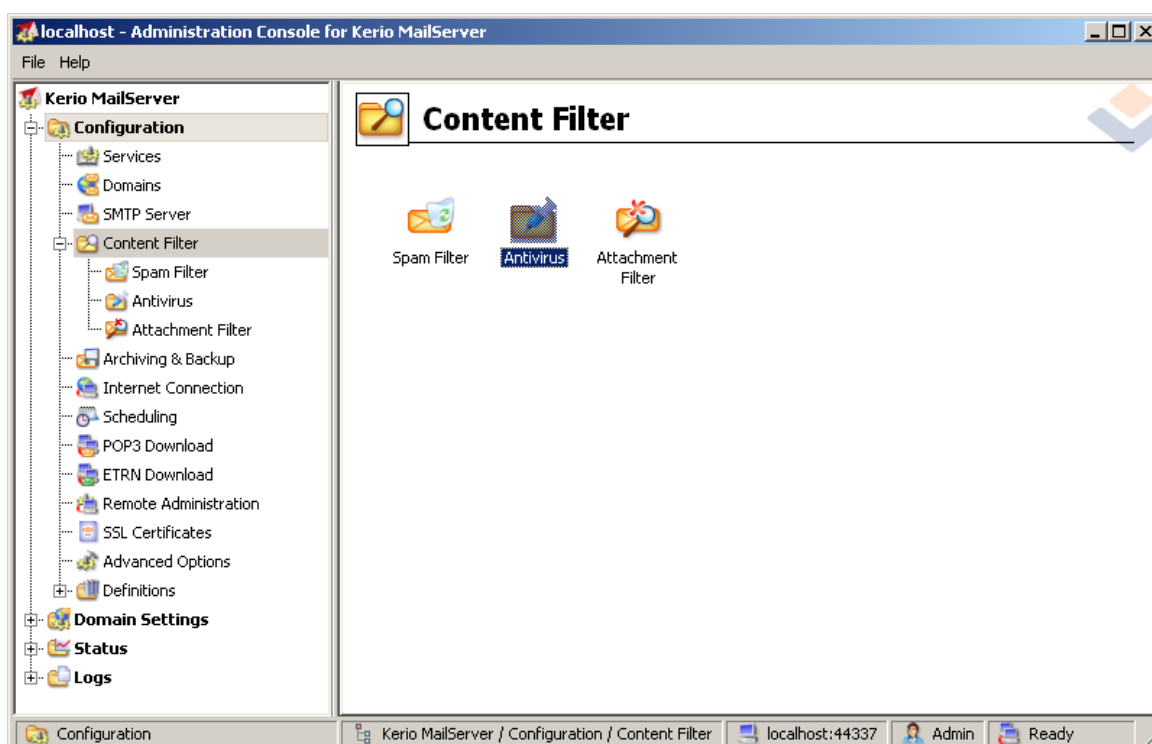 localhost - Administration Console for Kerio MailServer
File Help
Kerio MailServer
Configuration
Services
Domains
SMTP Server
Content Filter
Spam Filter
Antivirus
Attachment Filter
Archiving & Backup
Internet Connection
Scheduling
POP3 Download
ETRN Download
Remote Administration
SSL Certificates
Advanced Options
Definitions
Domain Settings
Status
Logs
Content Filter
Spam Filter Antivirus Attachment
Filter
Configuration Kerio MailServer / Configuration / Content Filter localhost:44337 Admin Ready